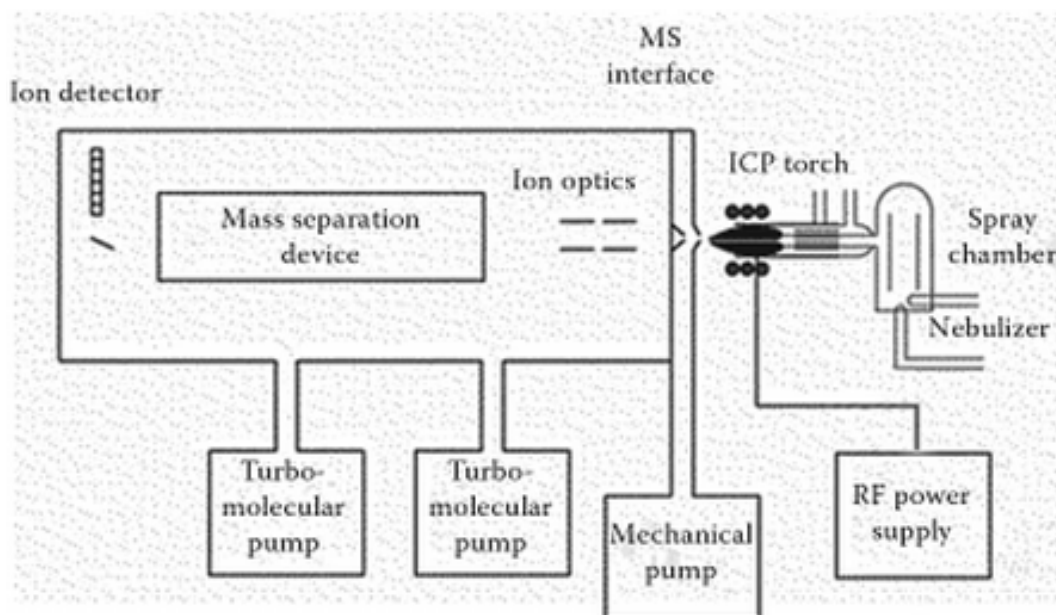 MS
interface
Ion detector
ICP torch
Ion optics
Mass separation
device
Spray
chamber
Nebulizer
Turbo-
molecular
pump
Turbo-
molecular
pump
Mechanical
pump
RF power
supply